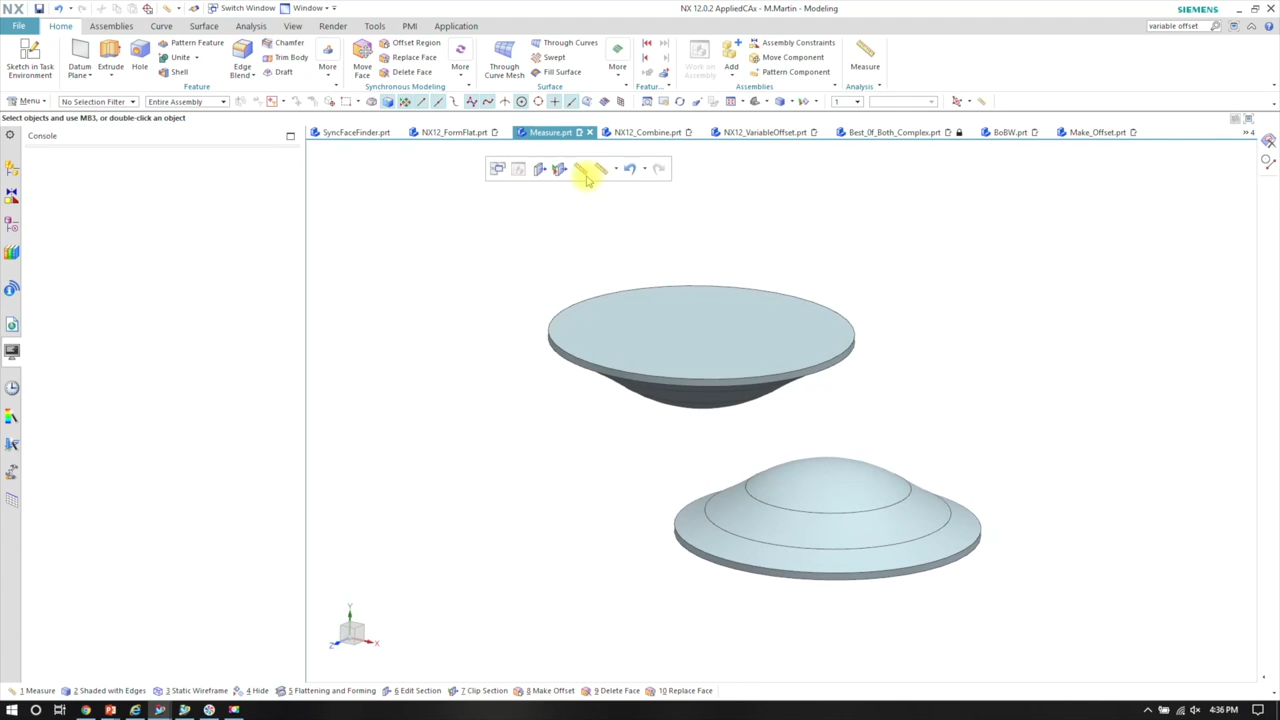 NX
Switch Window
Window
NX 12.0.2 AppliedCAx - M.Martin - Modeling
SIEMENS
File
Home
Assemblies
Curve
Surface
Analysis
View
Render
Tools
PMI
Application
variable offset
Sketch in Task Environment
Datum Plane
Extrude
Hole
Pattern Feature
Unite
Shell
Edge Blend
Chamfer
Trim Body
Draft
More
Feature
Move Face
Offset Region
Replace Face
Delete Face
More
Synchronous Modeling
Through Curve Mesh
Through Curves
Swept
Fill Surface
More
Surface
Featur...
Work on Assembly
Add
Assembly Constraints
Move Component
Pattern Component
Assemblies
Measure
Analysis
Menu
No Selection Filter
Entire Assembly
1
Select objects and use MB3, or double-click an object
Console
SyncFaceFinder.prt
NX12_FormFlat.prt
Measure.prt
NX12_Combine.prt
NX12_VariableOffset.prt
Best_Of_Both_Complex.prt
BoBW.prt
Make_Offset.prt
4
Y
X
Z
1 Measure
2 Shaded with Edges
3 Static Wireframe
4 Hide
5 Flattening and Forming
6 Edit Section
7 Clip Section
8 Make Offset
9 Delete Face
10 Replace Face
4:36 PM